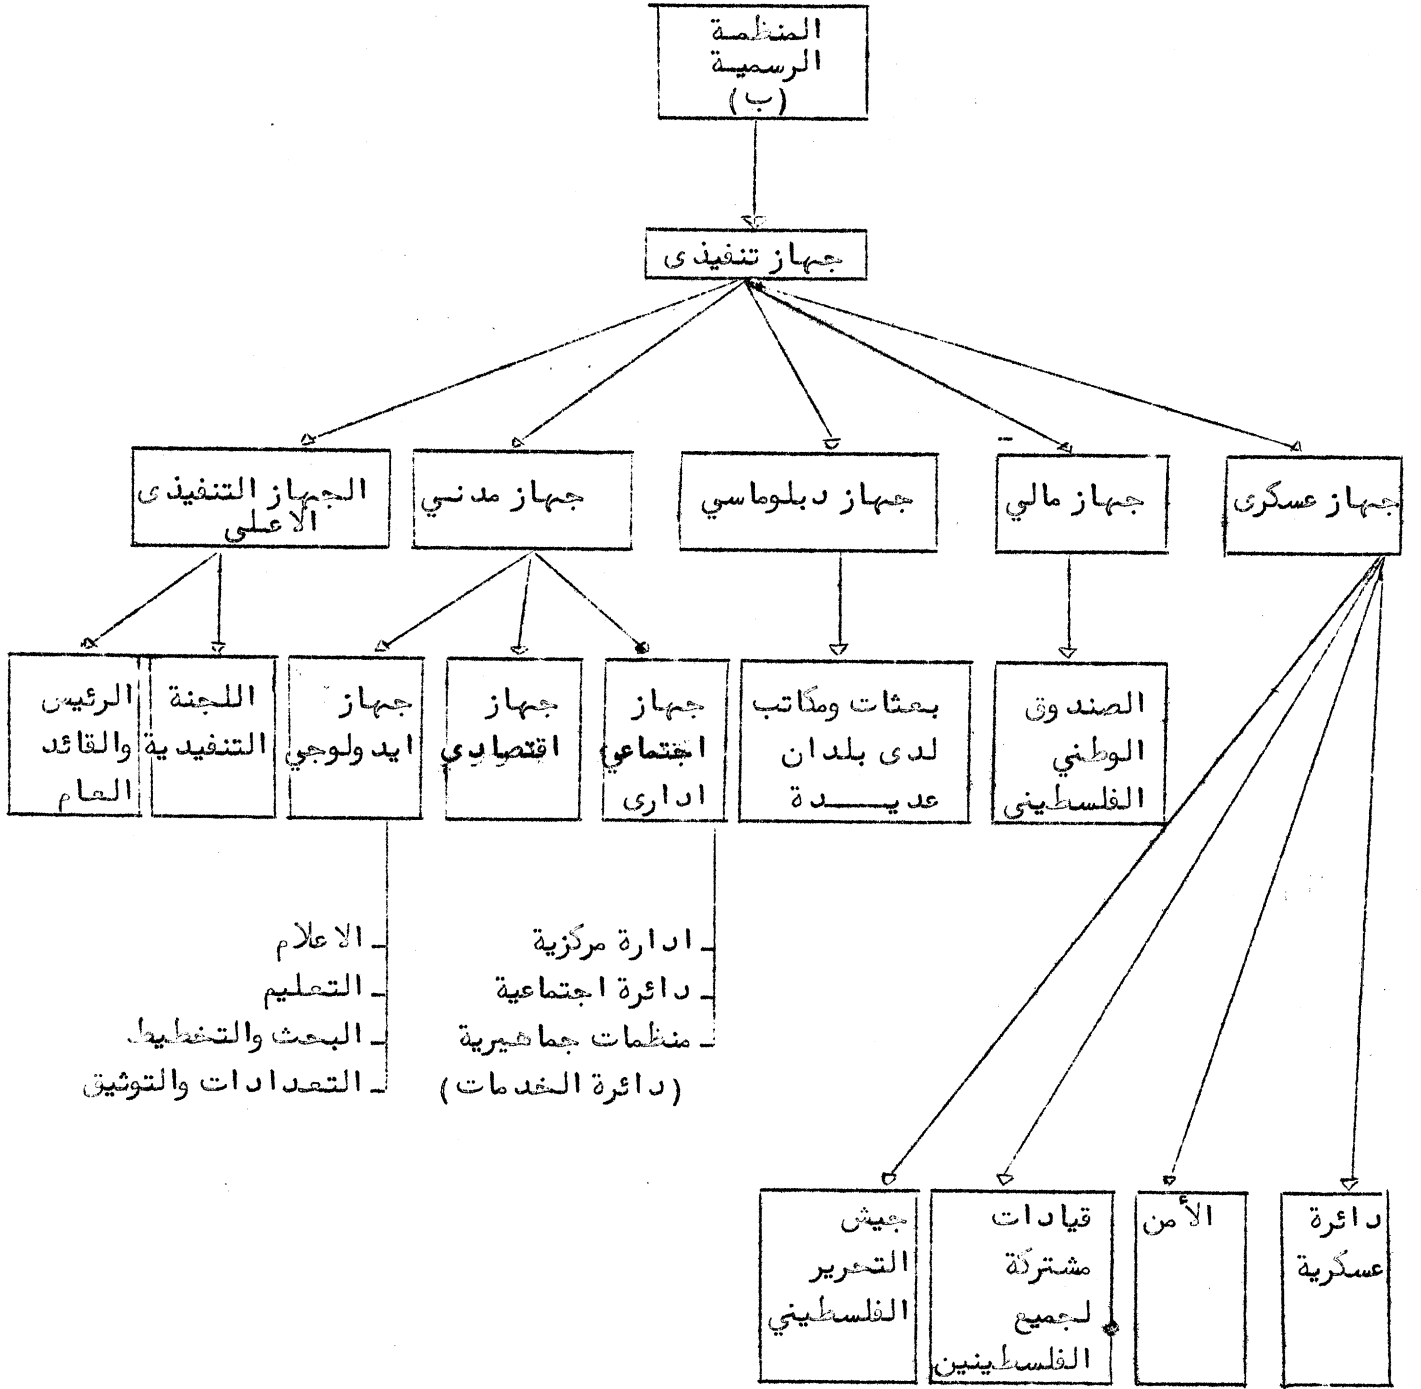 المنظمة
الرسمية
(ب)
جهاز تنفيذى
جهاز عسكرى
جهاز مالي
جهاز دبلوماسي
جهاز مدني
الجهاز التنفيذى
الاعلى
الصندوق
الوطني
الفلسطيني
بعثات ومكاتب
لدى بلدان
عديـــدة
جهاز
اجتماعي
ادارى
جهاز
اقتصادي
جهاز
ايدولوجي
اللجنة
التنفيدية
الرئيس
والقائد
العام
ـ ادارة مركزية
ـ دائرة اجتماعية
ـ منظمات جماهيرية
(دائرة الخدمات)
ـ الاعلام
ـ التعليم
ـ البحث والتخطيط
ـ التعدادات والتوثيق
دائرة
عسكرية
الأمن
قيادات
مشتركة
لجميع
الفلسطينين
جيش
التحرير
الفلسطيني